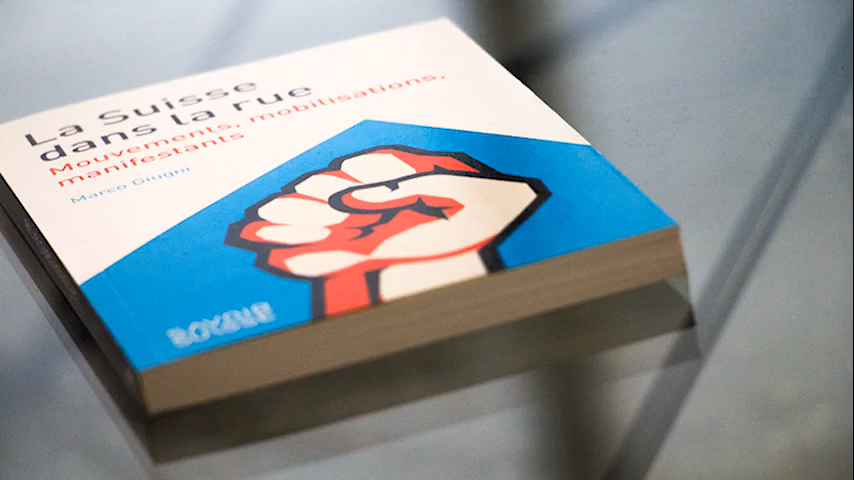 La Suisse
dans la rue
Mouvements, mobilisations,
manifestants
Marco Giugni